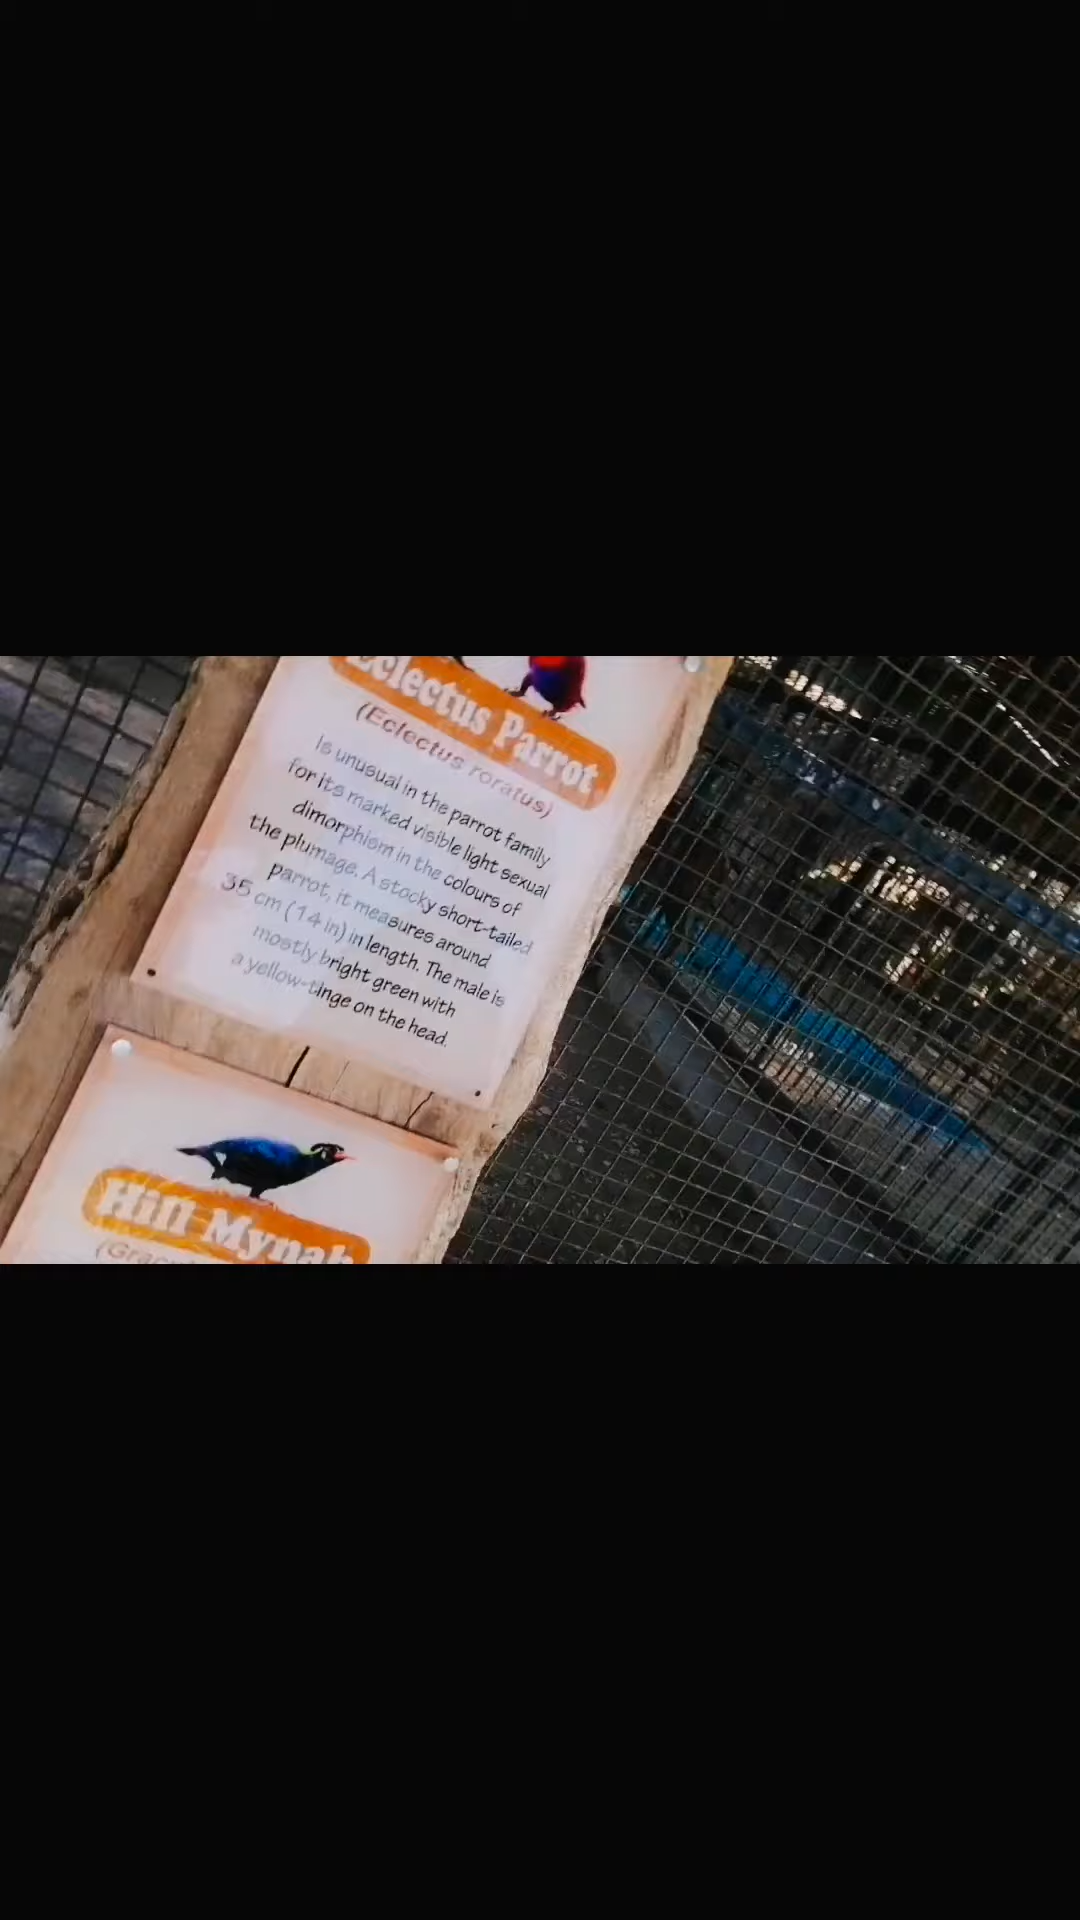 Eclectus Parrot
(Eclectus roratus)
Is unusual in the parrot family
for its marked visible light sexual
dimorphism in the colours of
the plumage. A stocky short-tailed
parrot, it measures around
35 cm (14 in) in length. The male is
mostly bright green with
a yellow-tinge on the head.
Hill Mynah